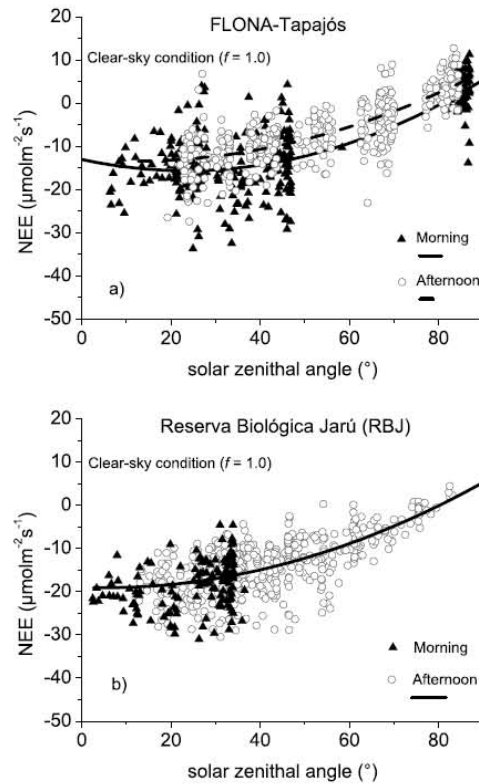 FLONA-Tapajós
Clear-sky condition (f = 1.0)
20
10
0
-10
-20
-30
-40
-50
NEE (µmolm⁻²s⁻¹)
Morning
Afternoon
a)
0 20 40 60 80
solar zenithal angle (°)
Reserva Biológica Jarú (RBJ)
Clear-sky condition (f = 1.0)
20
10
0
-10
-20
-30
-40
-50
NEE (µmolm⁻²s⁻¹)
Morning
Afternoon
b)
0 20 40 60 80
solar zenithal angle (°)